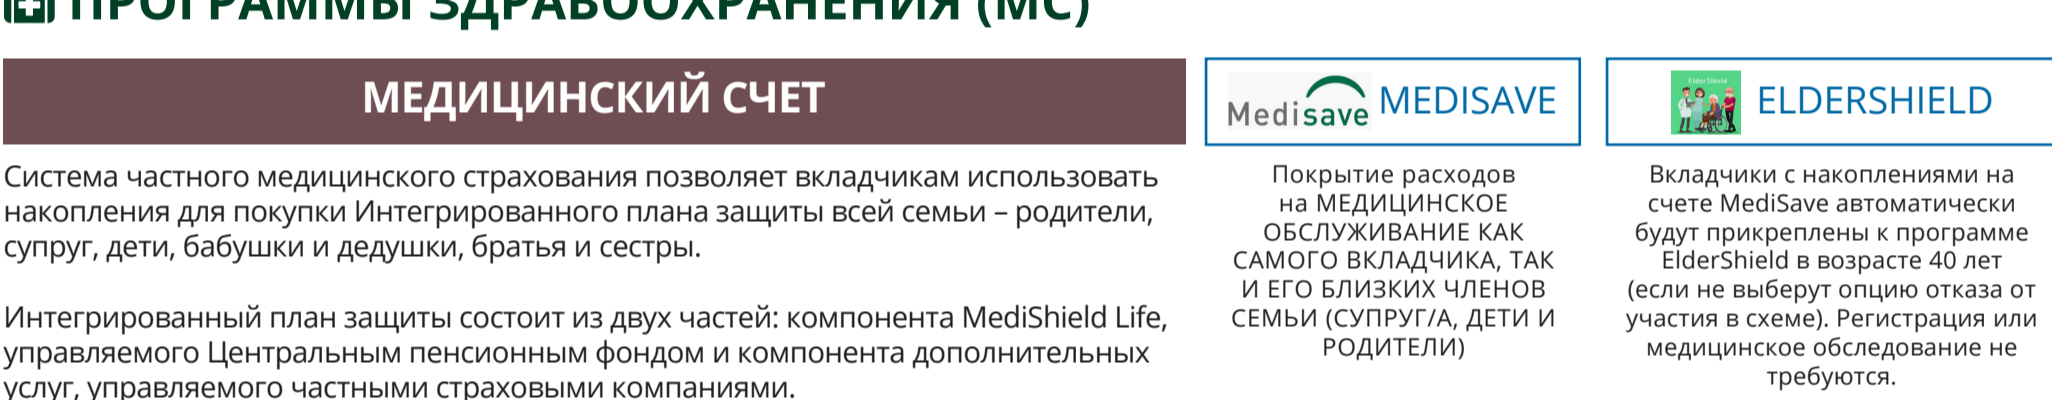 ПРОГРАММЫ ЗДРАВООХРАНЕНИЯ (МС)
МЕДИЦИНСКИЙ СЧЕТ
Система частного медицинского страхования позволяет вкладчикам использовать
накопления для покупки Интегрированного плана защиты всей семьи – родители,
супруг, дети, бабушки и дедушки, братья и сестры.
Интегрированный план защиты состоит из двух частей: компонента MediShield Life,
управляемого Центральным пенсионным фондом и компонента дополнительных
услуг, управляемого частными страховыми компаниями.
Medisave MEDISAVE
Покрытие расходов
на МЕДИЦИНСКОЕ
ОБСЛУЖИВАНИЕ КАК
САМОГО ВКЛАДЧИКА, ТАК
И ЕГО БЛИЗКИХ ЧЛЕНОВ
СЕМЬИ (СУПРУГ/А, ДЕТИ И
РОДИТЕЛИ)
ElderShield
ELDERSHIELD
Вкладчики с накоплениями на
счете MediSave автоматически
будут прикреплены к программе
ElderShield в возрасте 40 лет
(если не выберут опцию отказа от
участия в схеме). Регистрация или
медицинское обследование не
требуются.